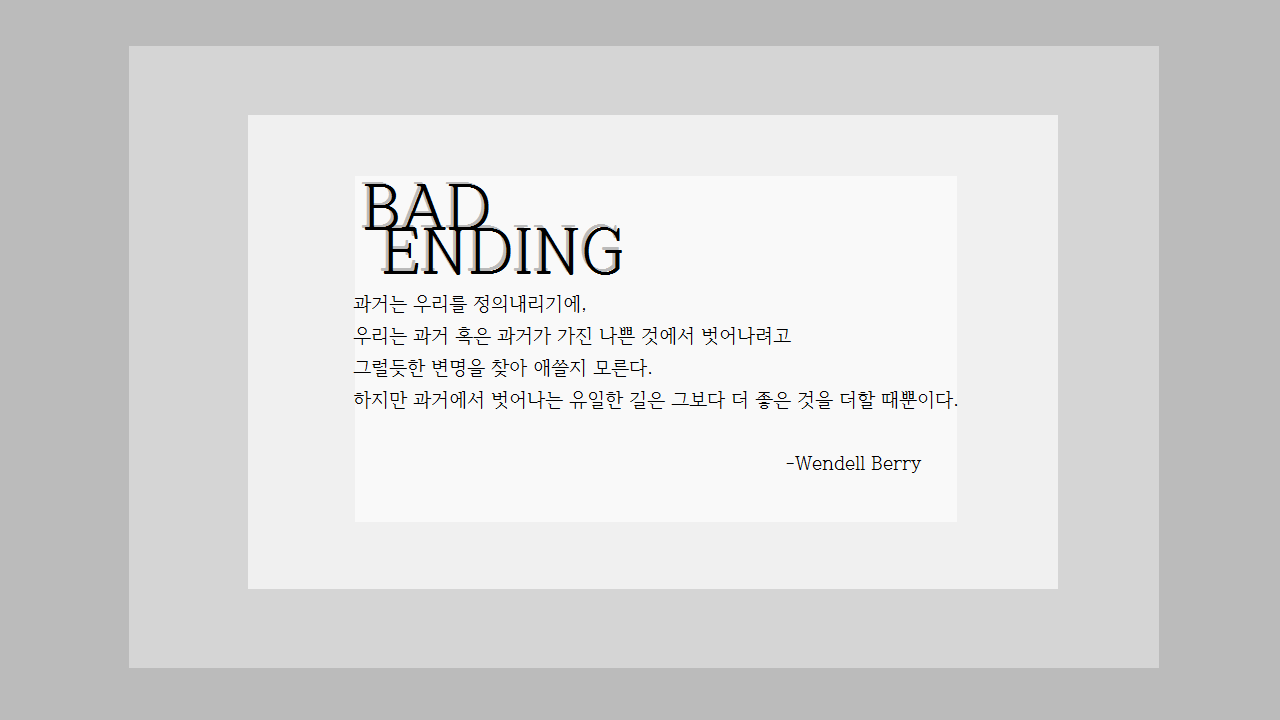 BAD
ENDING
과거는 우리를 정의내리기에,
우리는 과거 혹은 과거가 가진 나쁜 것에서 벗어나려고
그럴듯한 변명을 찾아 애쓸지 모른다.
하지만 과거에서 벗어나는 유일한 길은 그보다 더 좋은 것을 더할 때뿐이다.
-Wendell Berry